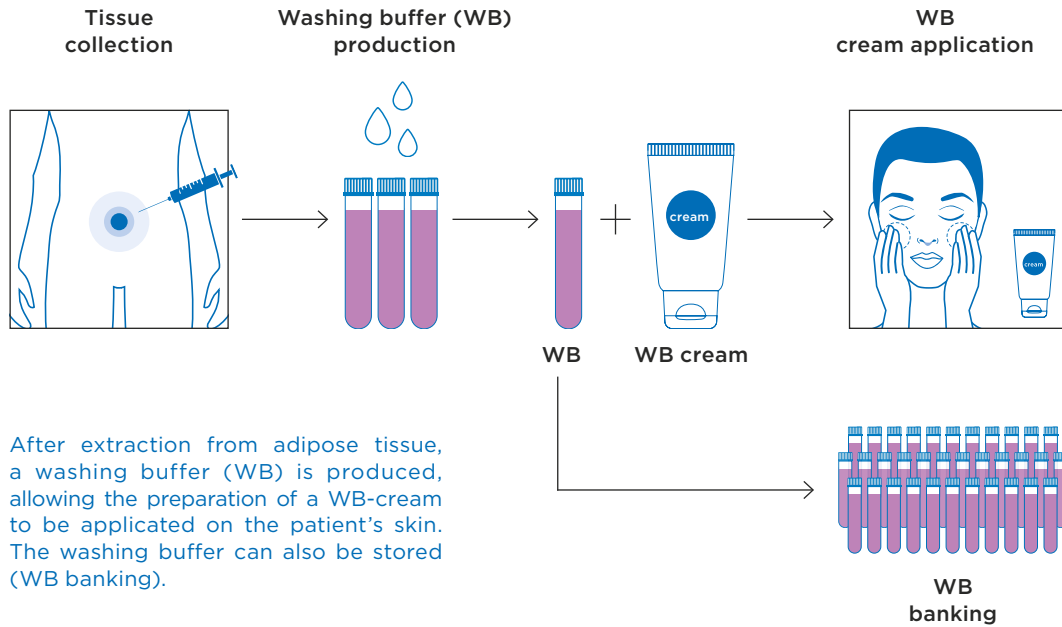 Tissue
collection
Washing buffer (WB)
production
WB
cream application
cream
cream
WB
WB cream
After extraction from adipose tissue,
a washing buffer (WB) is produced,
allowing the preparation of a WB-cream
to be applicated on the patient’s skin.
The washing buffer can also be stored
(WB banking).
WB
banking